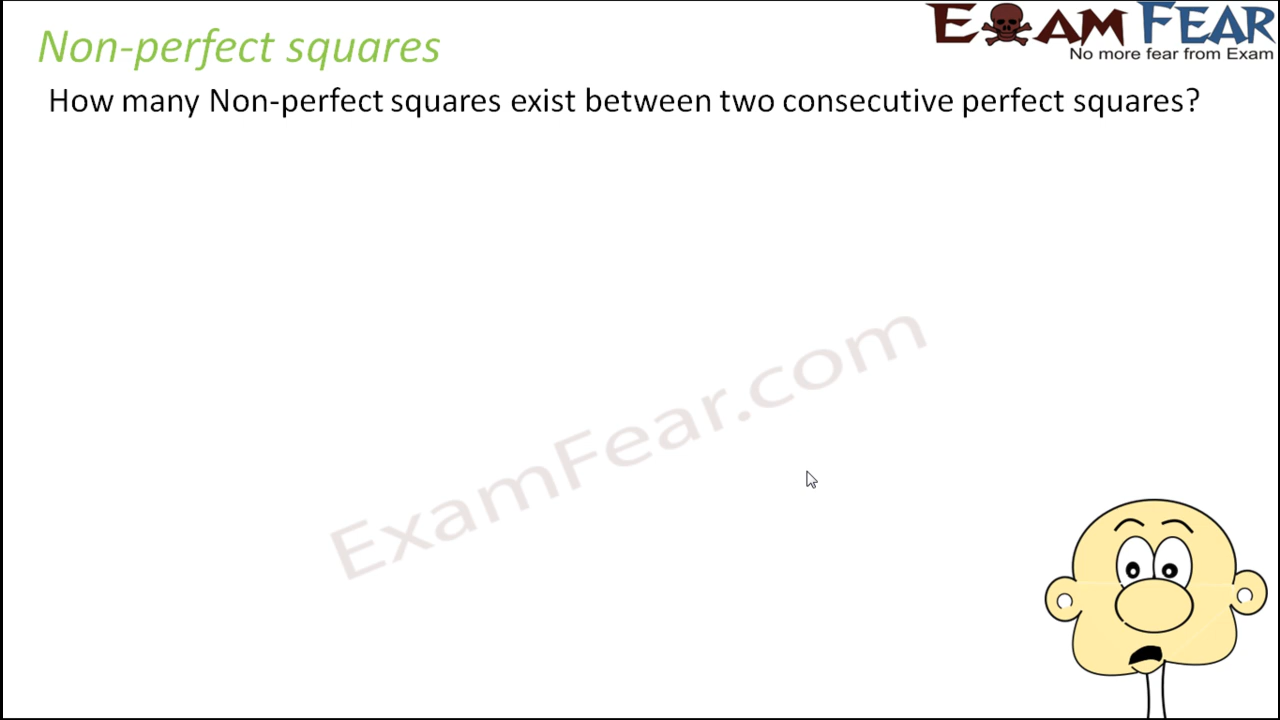 Non-perfect squares
EXAM FEAR
No more fear from Exam
How many Non-perfect squares exist between two consecutive perfect squares?
ExamFear.com